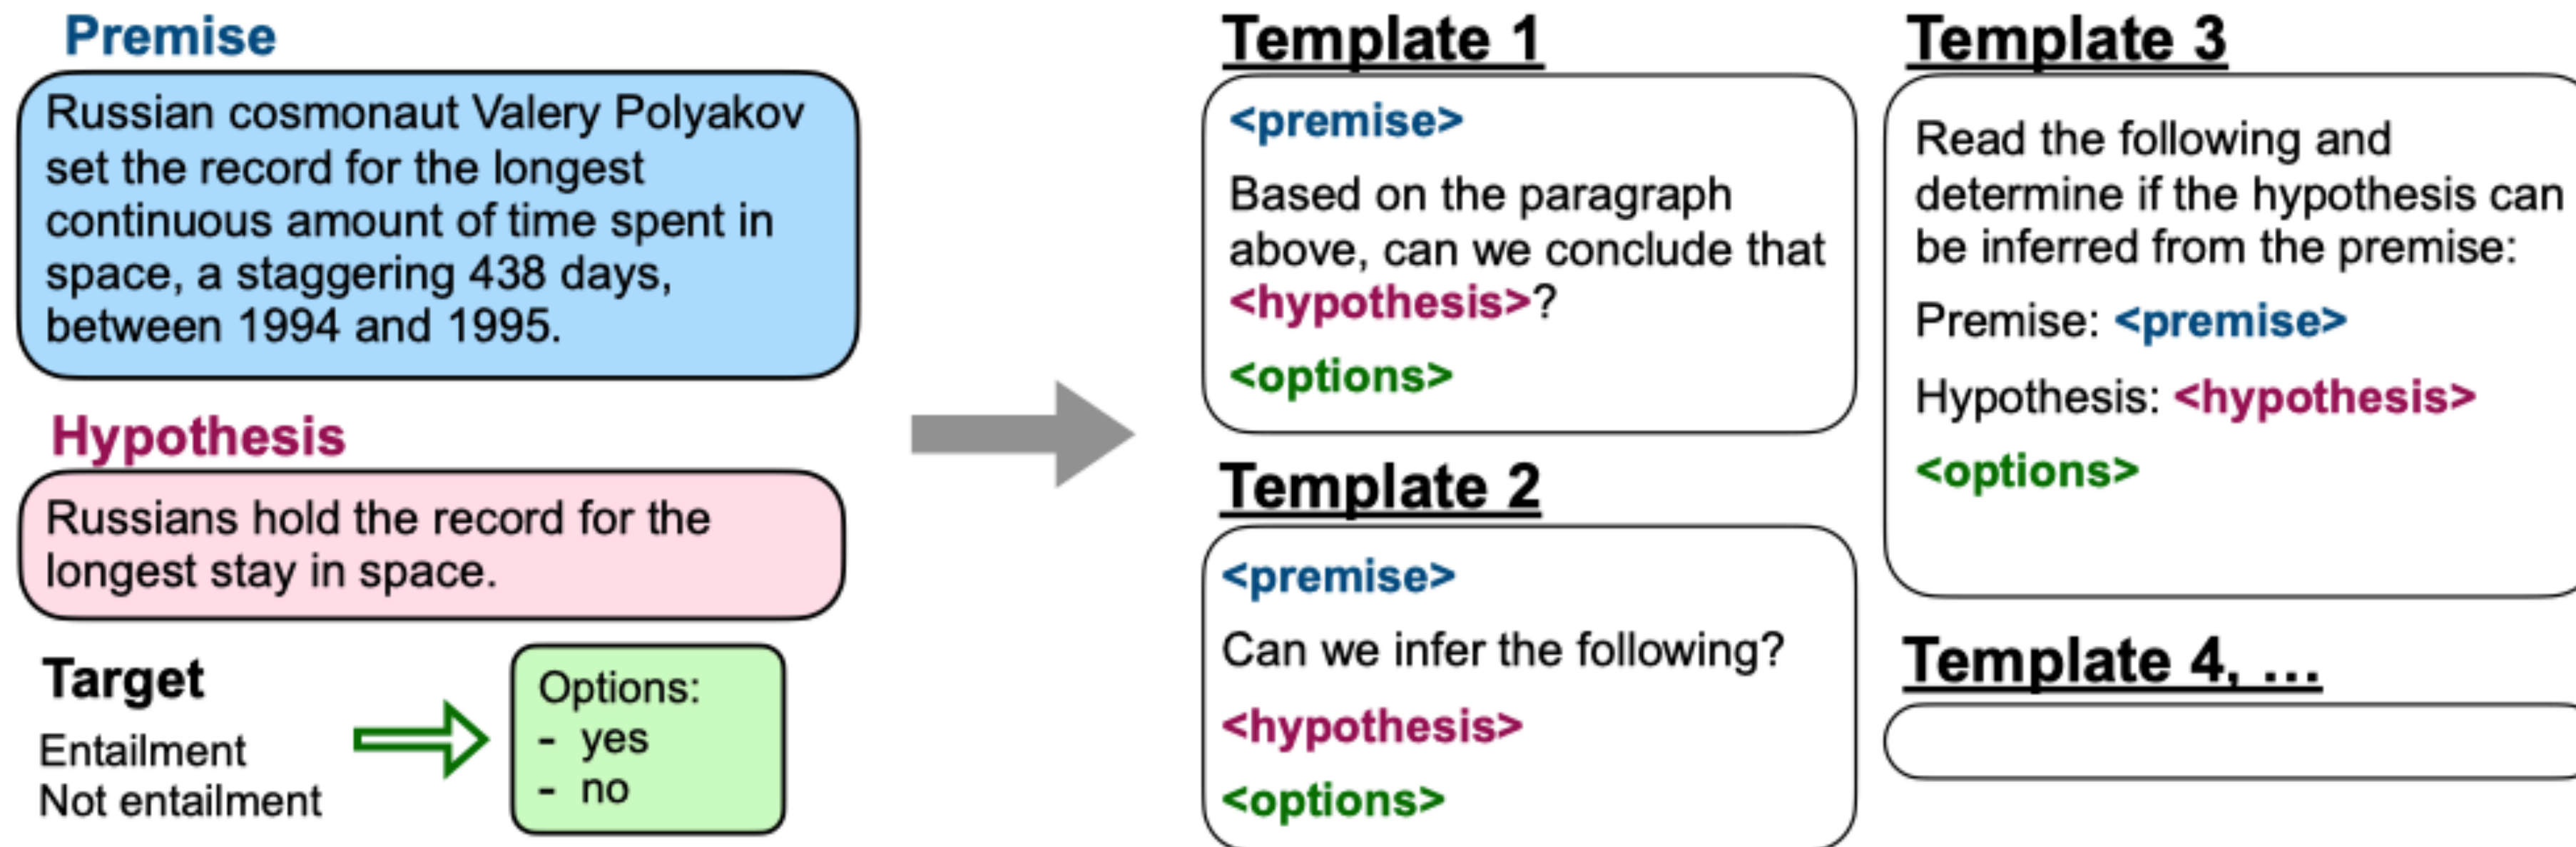 Premise
Russian cosmonaut Valery Polyakov
set the record for the longest
continuous amount of time spent in
space, a staggering 438 days,
between 1994 and 1995.
Hypothesis
Russians hold the record for the
longest stay in space.
Target
Entailment
Not entailment
Options:
- yes
- no
Template 1
<premise>
Based on the paragraph
above, can we conclude that
<hypothesis>?
<options>
Template 2
<premise>
Can we infer the following?
<hypothesis>
<options>
Template 3
Read the following and
determine if the hypothesis can
be inferred from the premise:
Premise: <premise>
Hypothesis: <hypothesis>
<options>
Template 4, ...